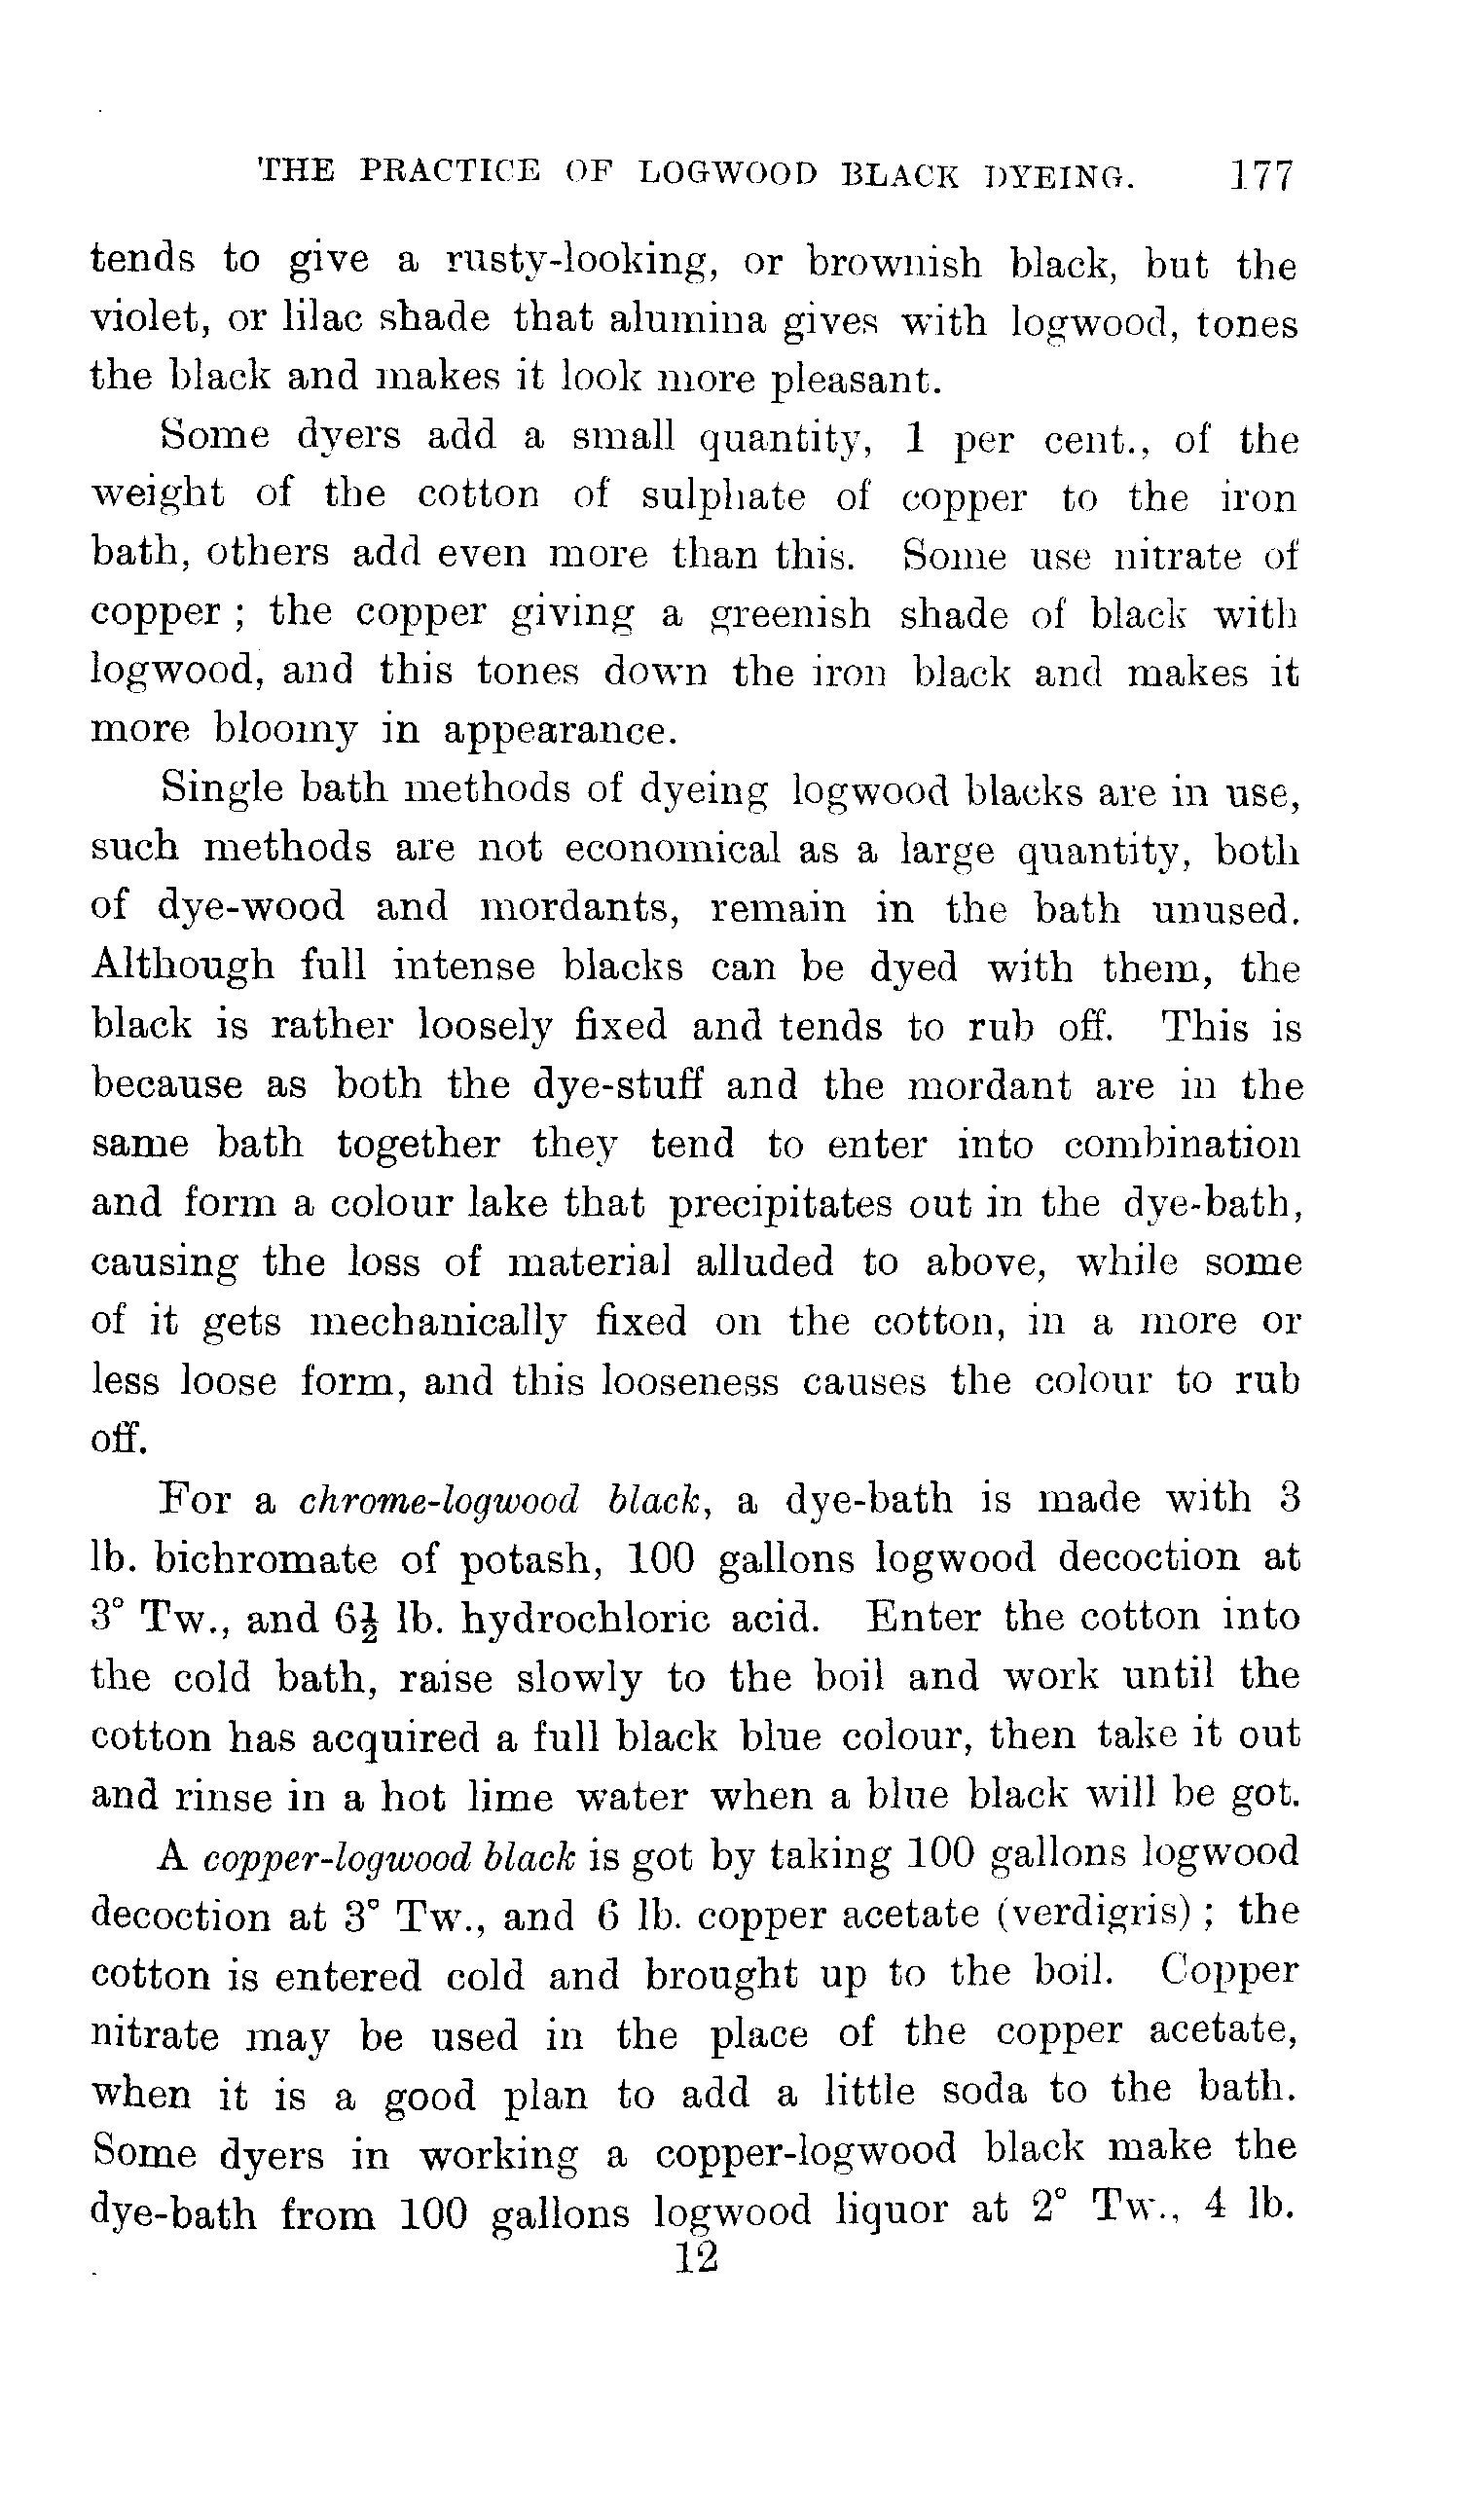 THE PRACTICE OF LOGWOOD BLACK DYEING. 177
tends to give a rusty-looking, or brownish black, but the
violet, or lilac shade that alumina gives with logwood, tones
the black and makes it look more pleasant.
Some dyers add a small quantity, 1 per cent., of the
weight of the cotton of sulphate of copper to the iron
bath, others add even more than this. Some use nitrate of
copper ; the copper giving a greenish shade of black with
logwood, and this tones down the iron black and makes it
more bloomy in appearance.
Single bath methods of dyeing logwood blacks are in use,
such methods are not economical as a large quantity, both
of dye-wood and mordants, remain in the bath unused.
Although full intense blacks can be dyed with them, the
black is rather loosely fixed and tends to rub off. This is
because as both the dye-stuff and the mordant are in the
same bath together they tend to enter into combination
and form a colour lake that precipitates out in the dye-bath,
causing the loss of material alluded to above, while some
of it gets mechanically fixed on the cotton, in a more or
less loose form, and this looseness causes the colour to rub
off.
For a chrome-logwood black, a dye-bath is made with 3
lb. bichromate of potash, 100 gallons logwood decoction at
3° Tw., and 6½ lb. hydrochloric acid. Enter the cotton into
the cold bath, raise slowly to the boil and work until the
cotton has acquired a full black blue colour, then take it out
and rinse in a hot lime water when a blue black will be got.
A copper-logwood black is got by taking 100 gallons logwood
decoction at 3° Tw., and 6 lb. copper acetate (verdigris) ; the
cotton is entered cold and brought up to the boil. Copper
nitrate may be used in the place of the copper acetate,
when it is a good plan to add a little soda to the bath.
Some dyers in working a copper-logwood black make the
dye-bath from 100 gallons logwood liquor at 2° Tw., 4 lb.
12